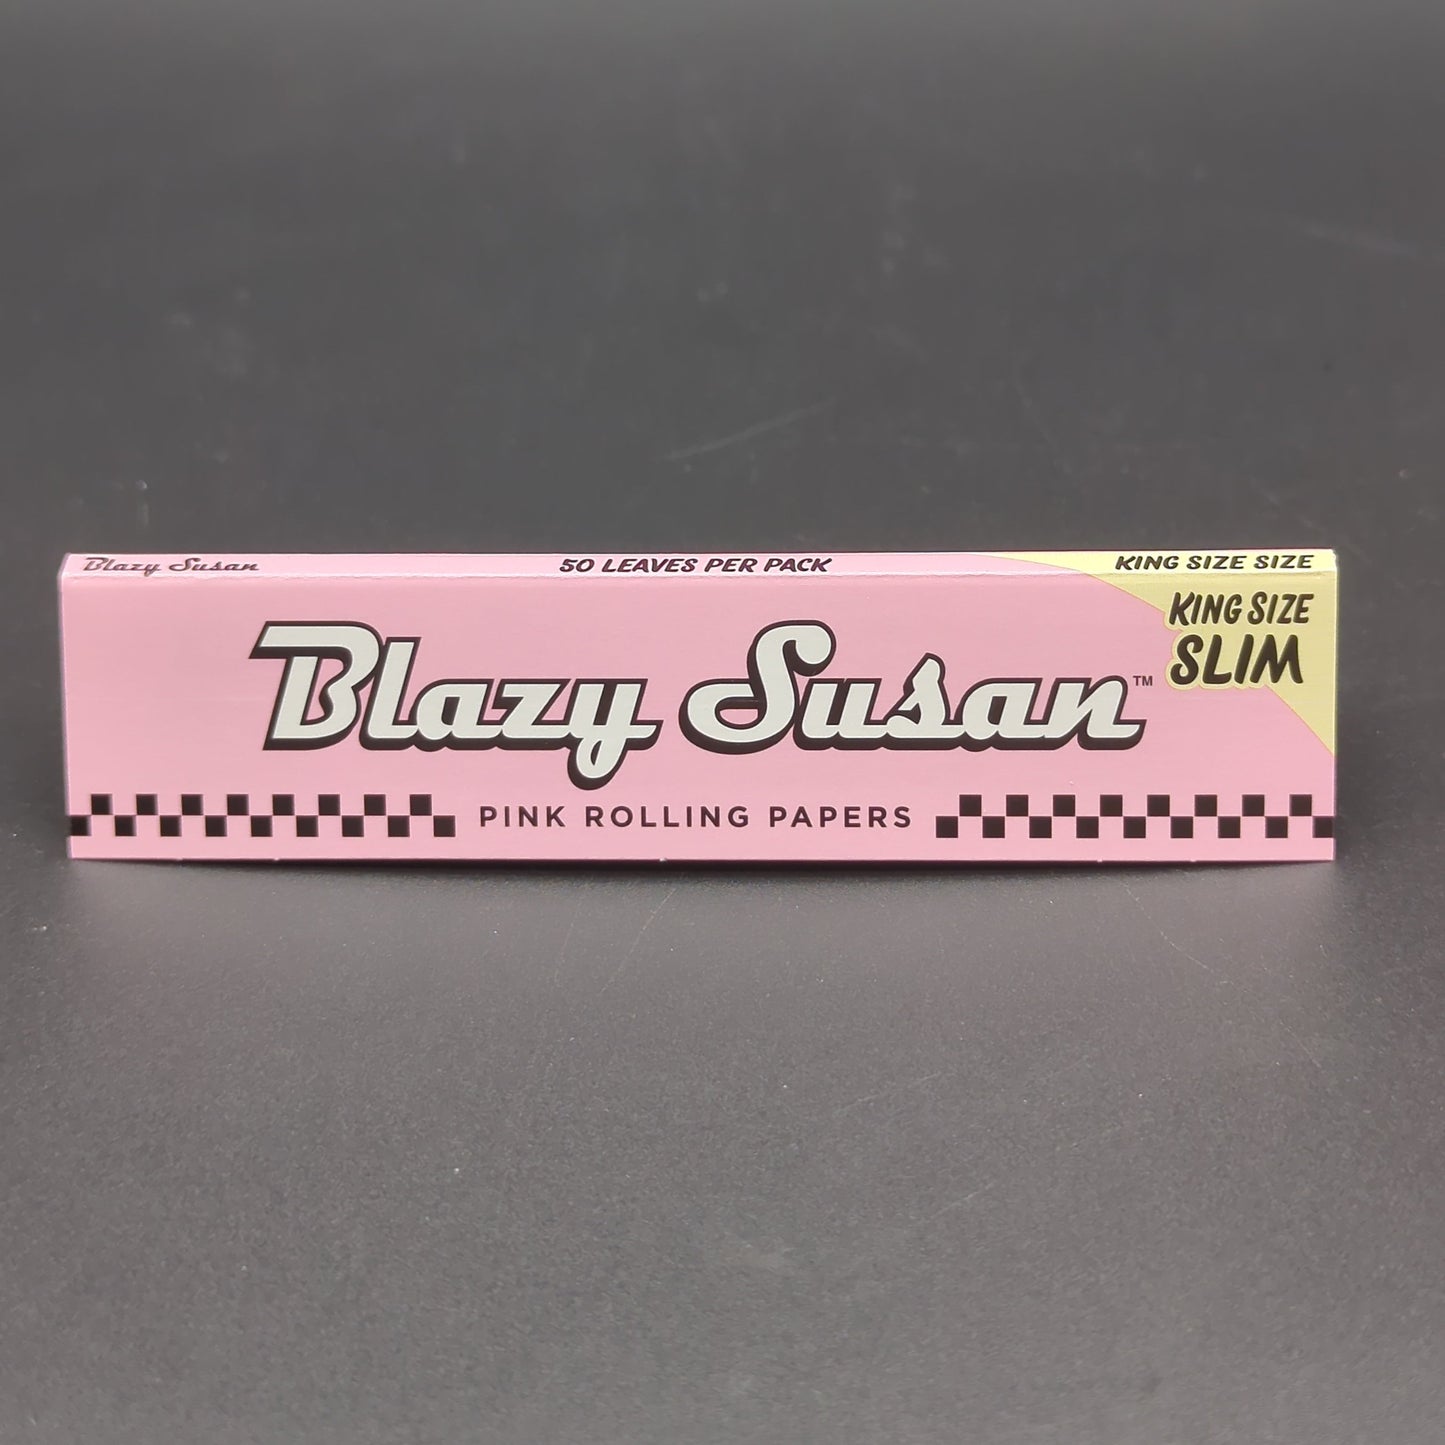 Blazy Susan
50 LEAVES PER PACK
KING SIZE SIZE
KING SIZE
SLIM
Blazy Susan™
PINK ROLLING PAPERS